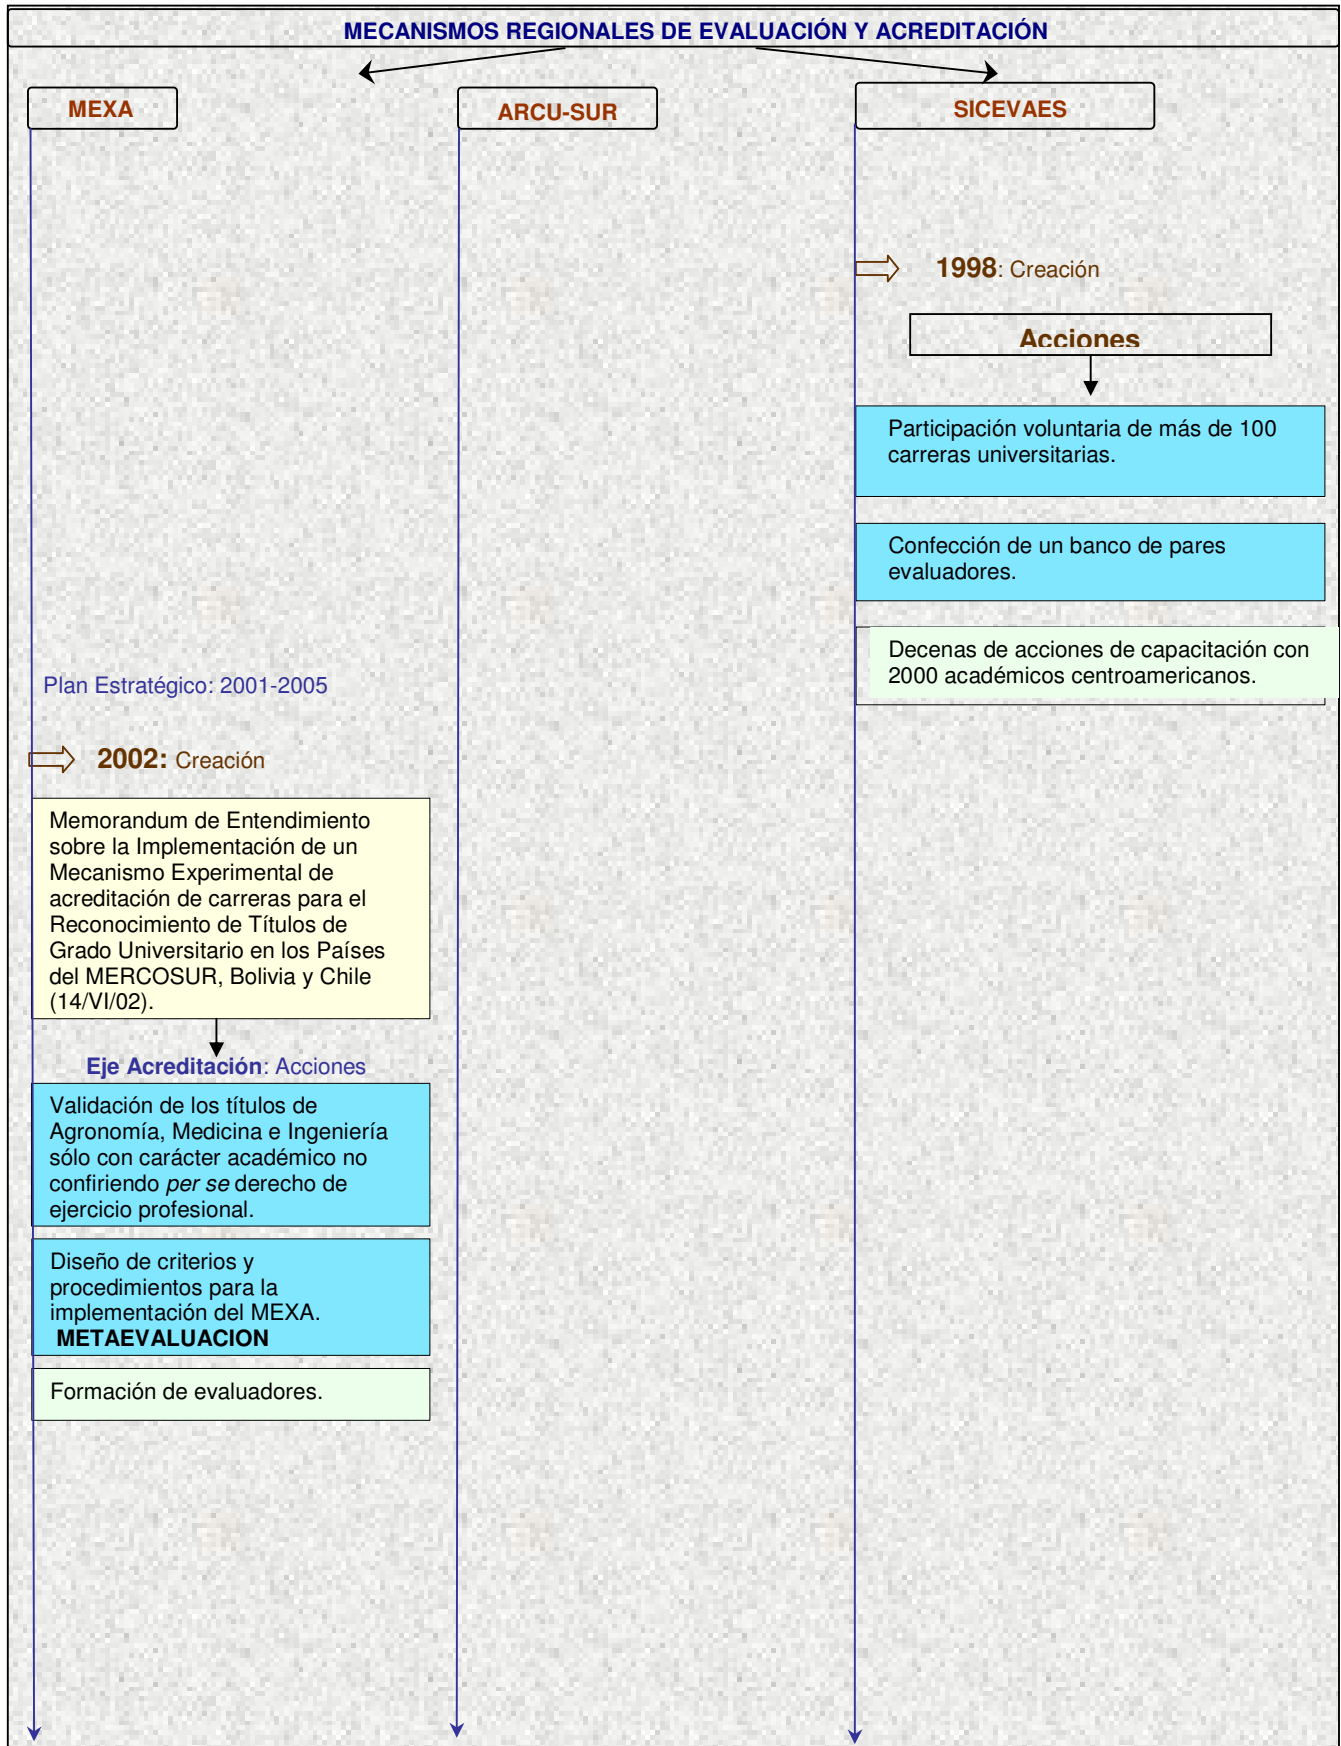 MECANISMOS REGIONALES DE EVALUACIÓN Y ACREDITACIÓN
MEXA
ARCU-SUR
SICEVAES
1998: Creación
Acciones
Participación voluntaria de más de 100
carreras universitarias.
Confección de un banco de pares
evaluadores.
Decenas de acciones de capacitación con
2000 académicos centroamericanos.
Plan Estratégico: 2001-2005
2002: Creación
Memorandum de Entendimiento
sobre la Implementación de un
Mecanismo Experimental de
acreditación de carreras para el
Reconocimiento de Títulos de
Grado Universitario en los Países
del MERCOSUR, Bolivia y Chile
(14/VI/02).
Eje Acreditación: Acciones
Validación de los títulos de
Agronomía, Medicina e Ingeniería
sólo con carácter académico no
confiriendo per se derecho de
ejercicio profesional.
Diseño de criterios y
procedimientos para la
implementación del MEXA.
METAEVALUACION
Formación de evaluadores.